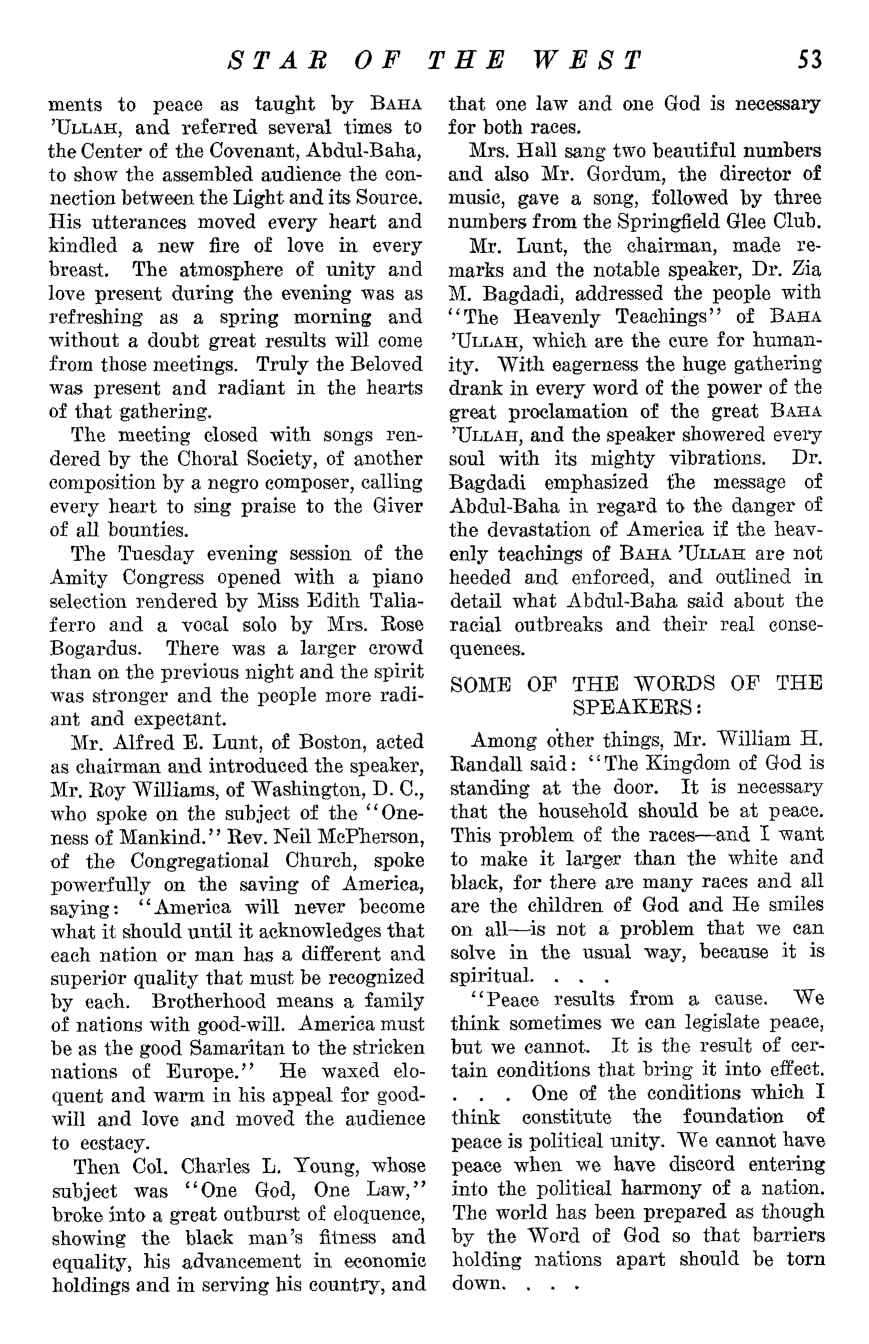 STAR OF THE WEST 53
ments to peace as taught by BAHA
'ULLAH, and referred several times to
the Center of the Covenant, Abdul-Baha,
to show the assembled audience the con-
nection between the Light and its Source.
His utterances moved every heart and
kindled a new fire of love in every
breast. The atmosphere of unity and
love present during the evening was as
refreshing as a spring morning and
without a doubt great results will come
from those meetings. Truly the Beloved
was present and radiant in the hearts
of that gathering.
The meeting closed with songs ren-
dered by the Choral Society, of another
composition by a negro composer, calling
every heart to sing praise to the Giver
of all bounties.
The Tuesday evening session of the
Amity Congress opened with a piano
selection rendered by Miss Edith Talia-
ferro and a vocal solo by Mrs. Rose
Bogardus. There was a larger crowd
than on the previous night and the spirit
was stronger and the people more radi-
ant and expectant.
Mr. Alfred E. Lunt, of Boston, acted
as chairman and introduced the speaker,
Mr. Roy Williams, of Washington, D. C.,
who spoke on the subject of the "One-
ness of Mankind." Rev. Neil McPherson,
of the Congregational Church, spoke
powerfully on the saving of America,
saying: "America will never become
what it should until it acknowledges that
each nation or man has a different and
superior quality that must be recognized
by each. Brotherhood means a family
of nations with good-will. America must
be as the good Samaritan to the stricken
nations of Europe." He waxed elo-
quent and warm in his appeal for good-
will and love and moved the audience
to ecstacy.
Then Col. Charles L. Young, whose
subject was "One God, One Law,"
broke into a great outburst of eloquence,
showing the black man's fitness and
equality, his advancement in economic
holdings and in serving his country, and
that one law and one God is necessary
for both races.
Mrs. Hall sang two beautiful numbers
and also Mr. Gordum, the director of
music, gave a song, followed by three
numbers from the Springfield Glee Club.
Mr. Lunt, the chairman, made re-
marks and the notable speaker, Dr. Zia
M. Bagdadi, addressed the people with
"The Heavenly Teachings" of BAHA
'ULLAH, which are the cure for human-
ity. With eagerness the huge gathering
drank in every word of the power of the
great proclamation of the great BAHA
'ULLAH, and the speaker showered every
soul with its mighty vibrations. Dr.
Bagdadi emphasized the message of
Abdul-Baha in regard to the danger of
the devastation of America if the heav-
enly teachings of BAHA 'ULLAH are not
heeded and enforced, and outlined in
detail what Abdul-Baha said about the
racial outbreaks and their real conse-
quences.
SOME OF THE WORDS OF THE
SPEAKERS:
Among other things, Mr. William H.
Randall said: "The Kingdom of God is
standing at the door. It is necessary
that the household should be at peace.
This problem of the races—and I want
to make it larger than the white and
black, for there are many races and all
are the children of God and He smiles
on all—is not a problem that we can
solve in the usual way, because it is
spiritual. . . .
"Peace results from a cause. We
think sometimes we can legislate peace,
but we cannot. It is the result of cer-
tain conditions that bring it into effect.
. . . One of the conditions which I
think constitute the foundation of
peace is political unity. We cannot have
peace when we have discord entering
into the political harmony of a nation.
The world has been prepared as though
by the Word of God so that barriers
holding nations apart should be torn
down. . . .